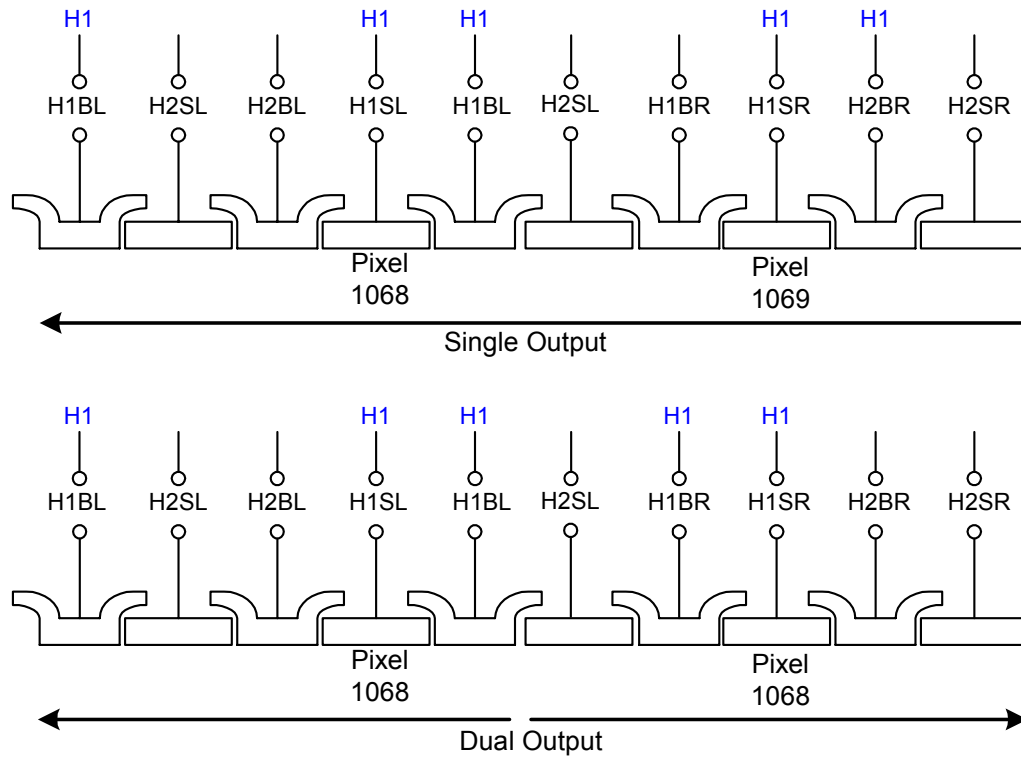 H1 H1 H1 H1 H1
H1BL H2SL H2BL H1SL H1BL H2SL H1BR H1SR H2BR H2SR
Pixel
1068
Pixel
1069
Single Output
H1 H1 H1 H1 H1
H1BL H2SL H2BL H1SL H1BL H2SL H1BR H1SR H2BR H2SR
Pixel
1068
Pixel
1068
Dual Output